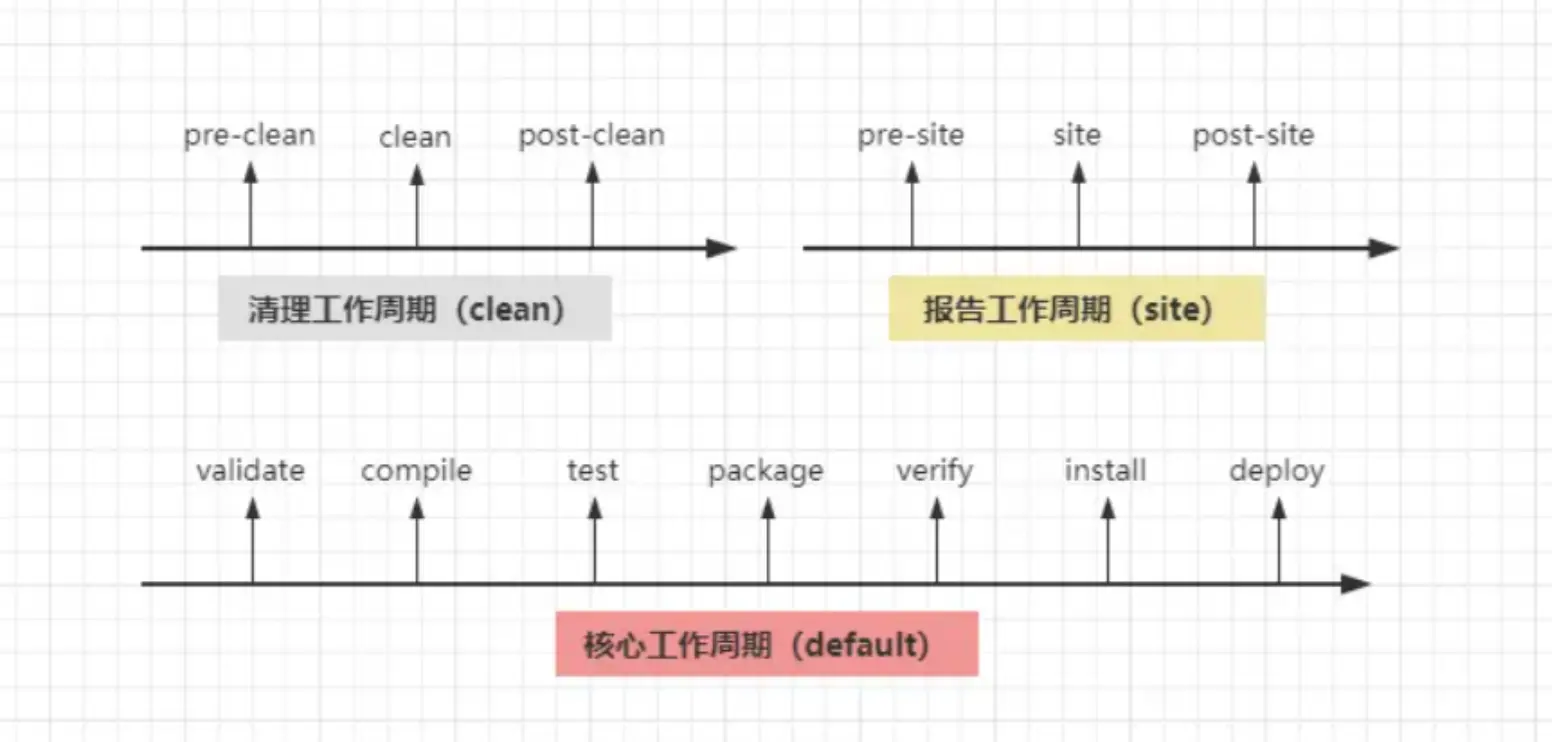 pre-clean clean post-clean
pre-site site post-site
清理工作周期（clean）
报告工作周期（site）
validate compile test package verify install deploy
核心工作周期（default）